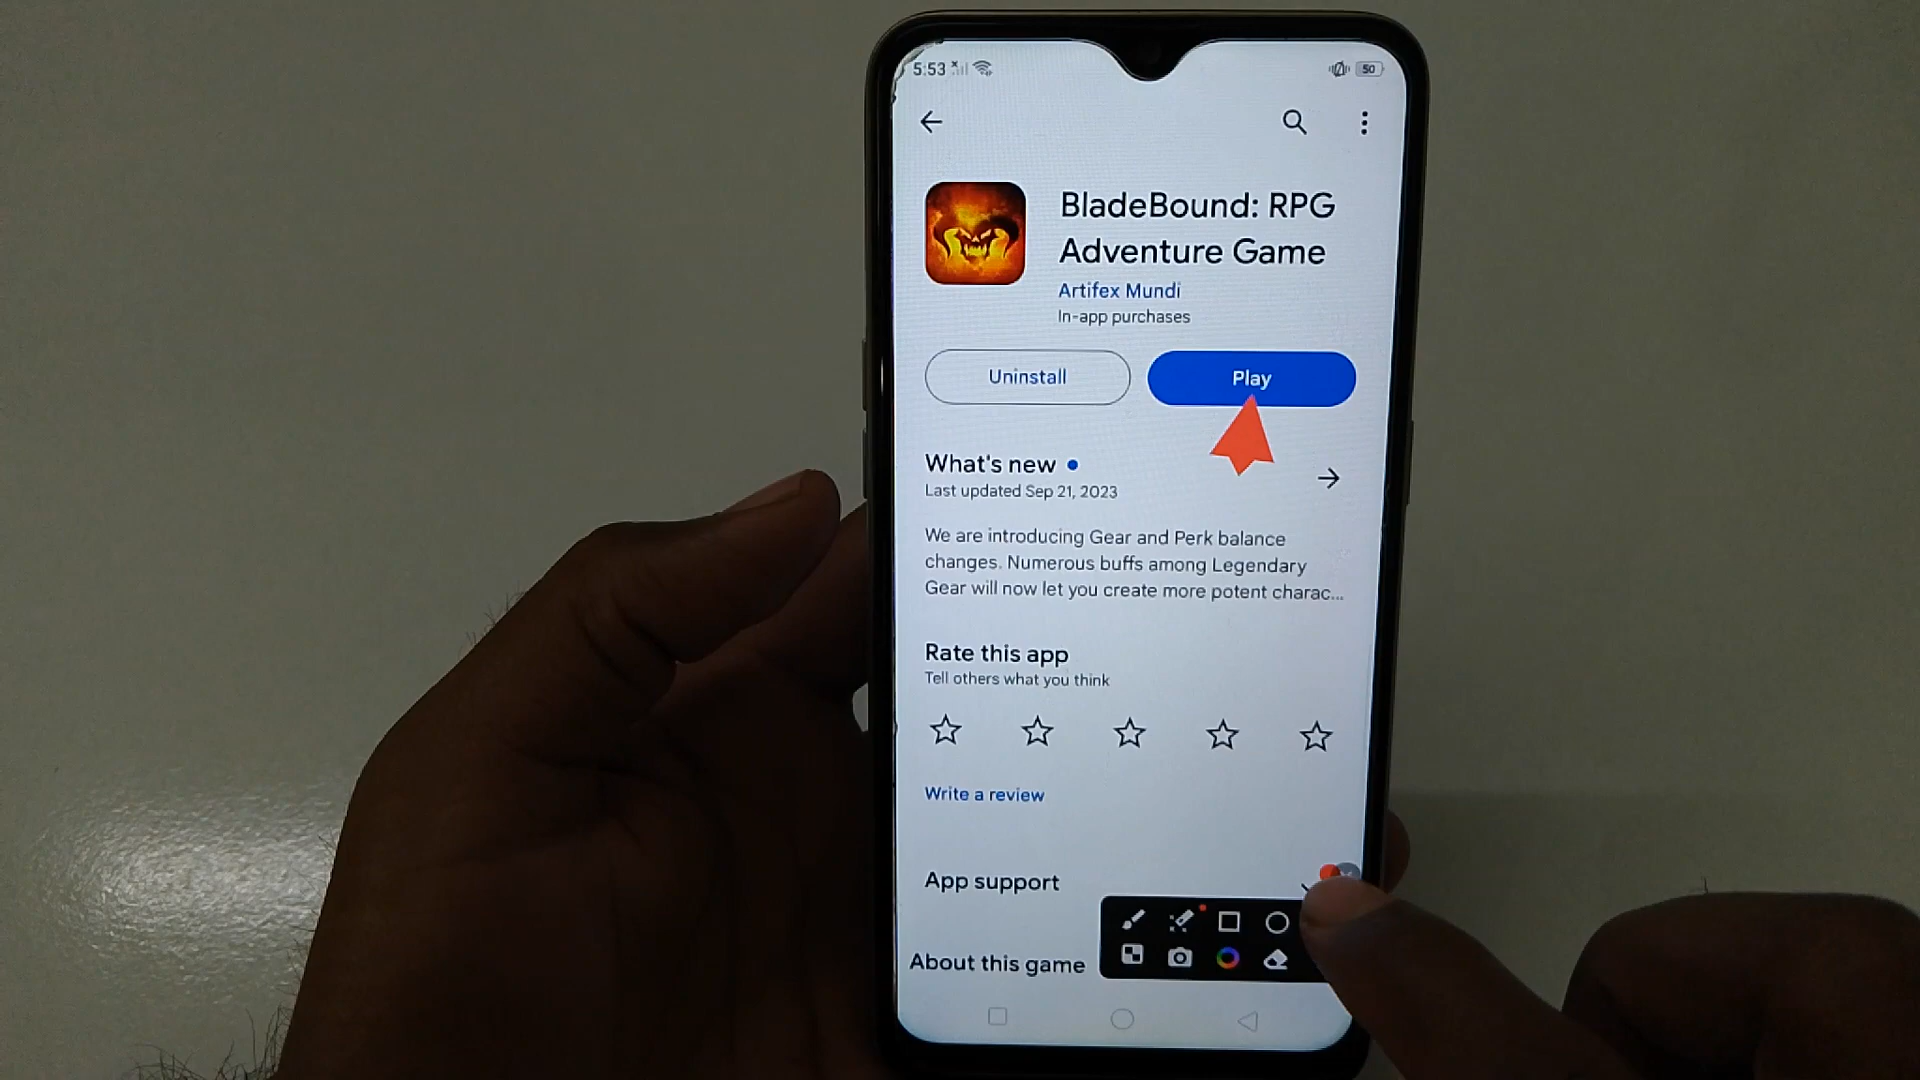 5:53
50
BladeBound: RPG
Adventure Game
Artifex Mundi
In-app purchases
Uninstall
Play
What's new
Last updated Sep 21, 2023
We are introducing Gear and Perk balance
changes. Numerous buffs among Legendary
Gear will now let you create more potent charac...
Rate this app
Tell others what you think
Write a review
App support
About this game